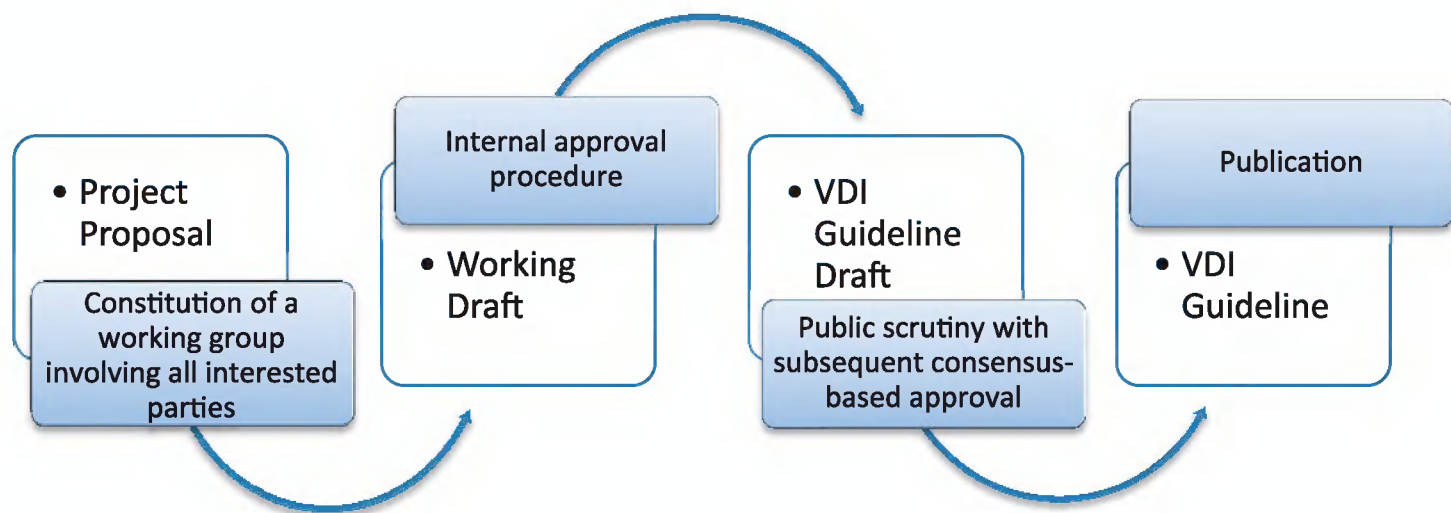 • Project
Proposal
Constitution of a
working group
involving all interested
parties
Internal approval
procedure
• Working
Draft
• VDI
Guideline
Draft
Public scrutiny with
subsequent consensus-
based approval
Publication
• VDI
Guideline